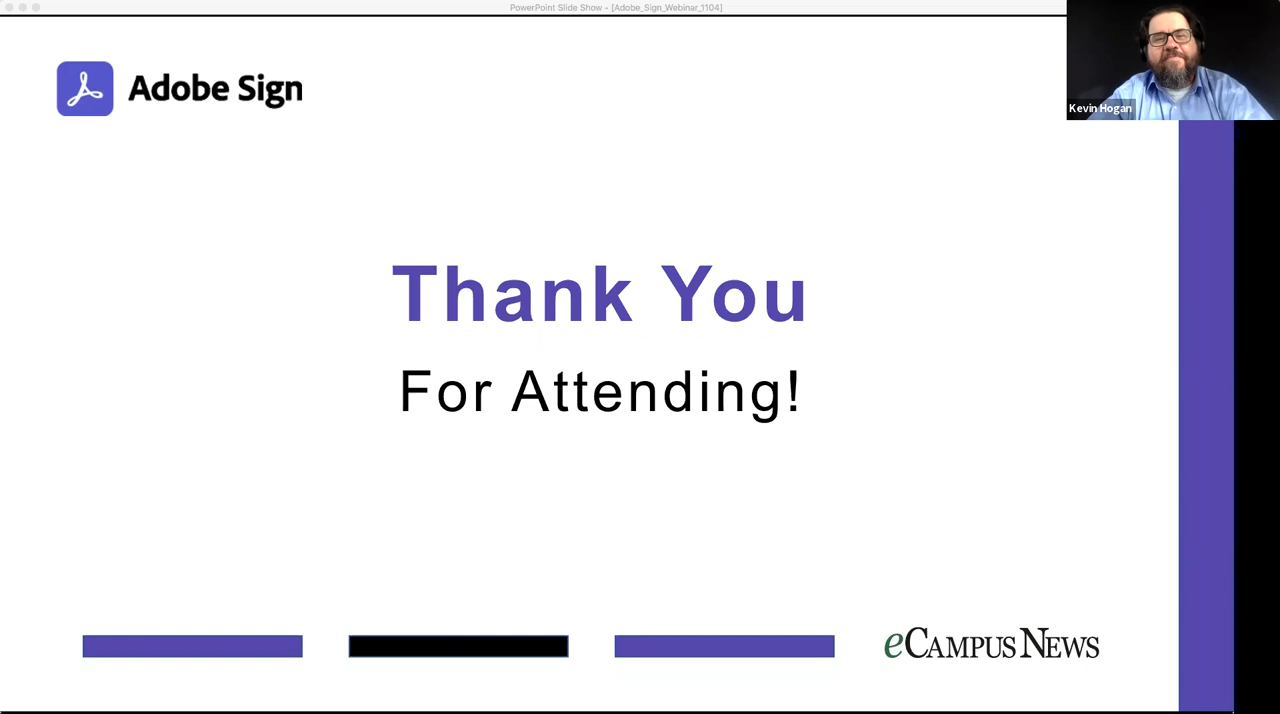 PowerPoint Slide Show - [Adobe_Sign_Webinar_1104]
Kevin Hogan
Adobe Sign
Thank You
For Attending!
eCampus News